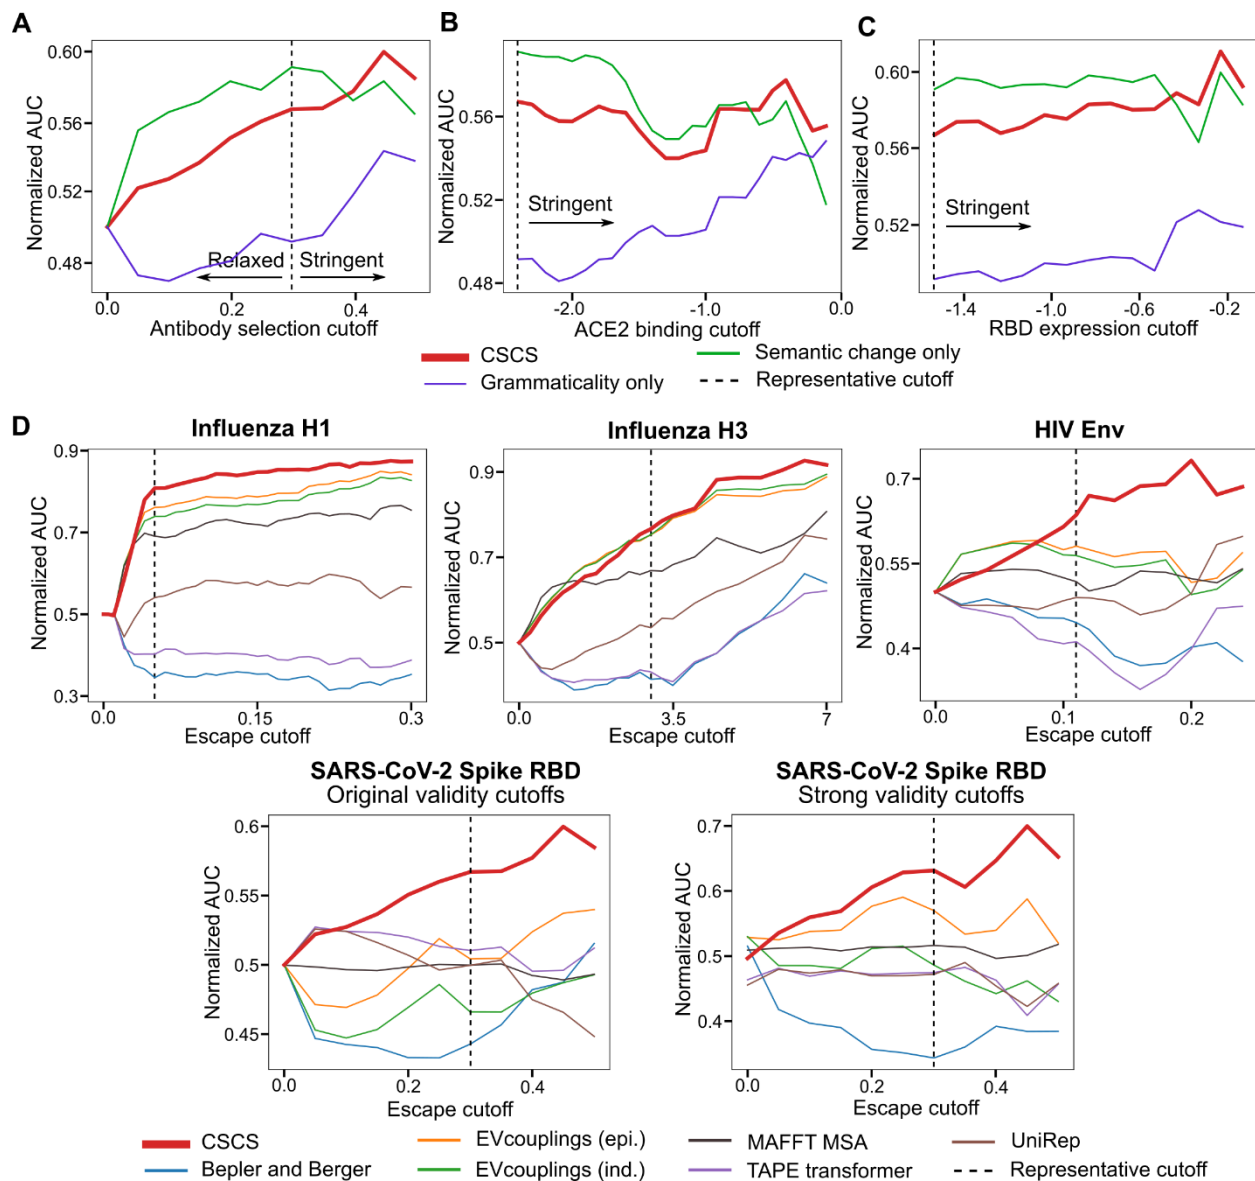 A
B
C
0.60
0.56
0.52
0.48
Normalized AUC
Relaxed
Stringent
0.0
0.2
0.4
Antibody selection cutoff
0.56
0.52
0.48
Normalized AUC
Stringent
-2.0
-1.0
0.0
ACE2 binding cutoff
0.60
0.56
0.52
Normalized AUC
Stringent
-1.4
-1.0
-0.6
-0.2
RBD expression cutoff
CSCS
Semantic change only
Grammaticality only
Representative cutoff
D
Influenza H1
0.9
0.7
0.5
0.3
Normalized AUC
0.0
0.15
0.3
Escape cutoff
Influenza H3
0.9
0.7
0.5
Normalized AUC
0.0
3.5
7
Escape cutoff
HIV Env
0.7
0.55
0.4
Normalized AUC
0.0
0.1
0.2
Escape cutoff
SARS-CoV-2 Spike RBD
Original validity cutoffs
0.6
0.55
0.5
0.45
Normalized AUC
0.0
0.2
0.4
Escape cutoff
SARS-CoV-2 Spike RBD
Strong validity cutoffs
0.7
0.6
0.5
0.4
Normalized AUC
0.0
0.2
0.4
Escape cutoff
CSCS
EVcouplings (epi.)
MAFFT MSA
UniRep
Bepler and Berger
EVcouplings (ind.)
TAPE transformer
Representative cutoff